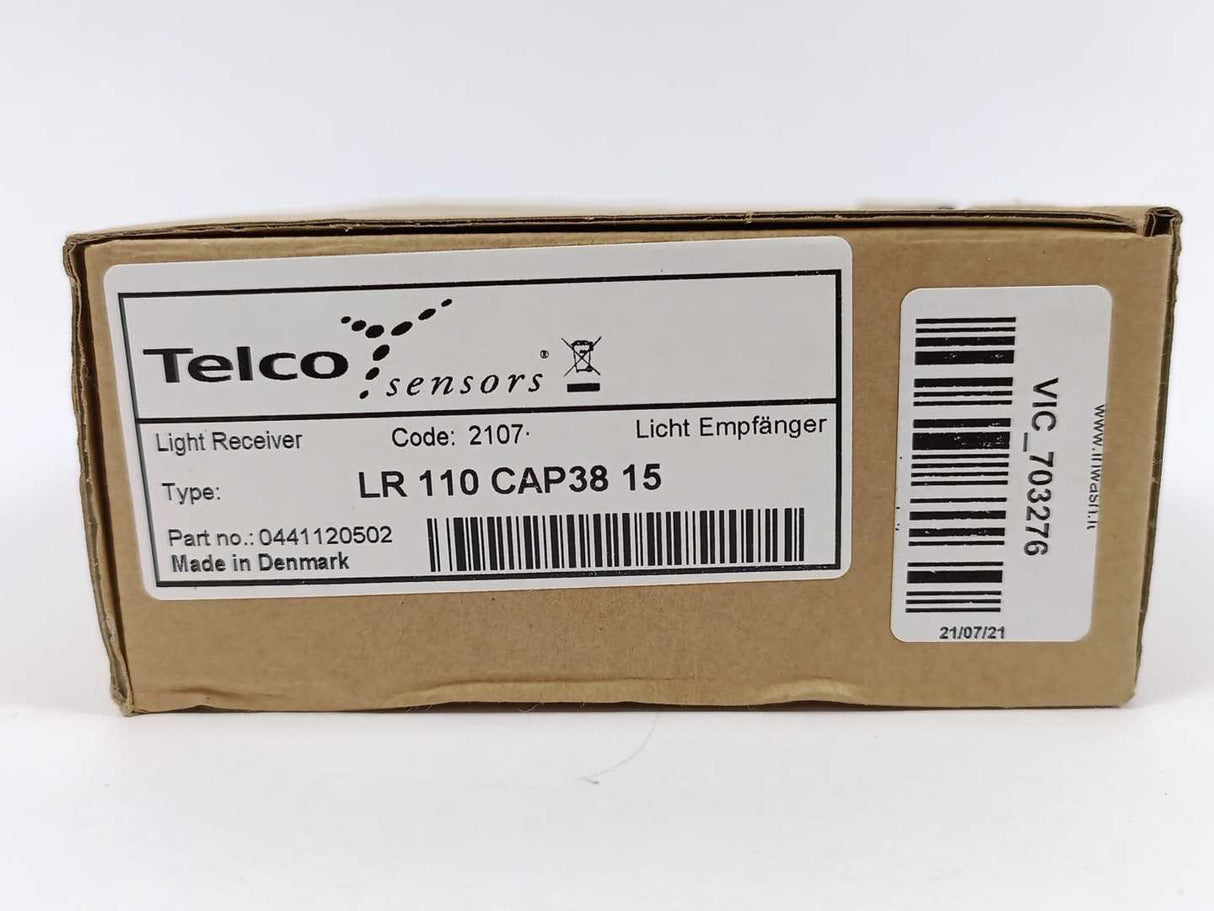 Telco
sensors®
Light Receiver Code: 2107· Licht Empfänger
Type: LR 110 CAP38 15
Part no.: 0441120502
Made in Denmark
VIC_703276
21/07/21